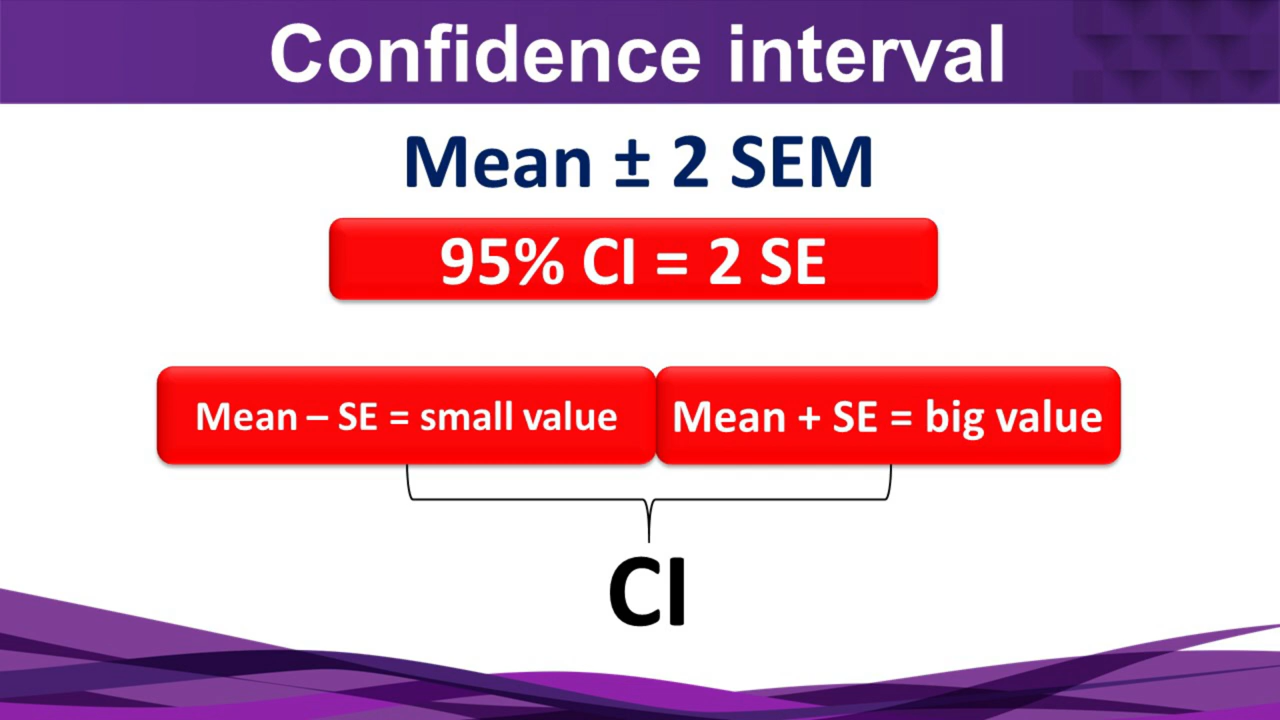 Confidence interval
Mean ± 2 SEM
95% CI = 2 SE
Mean – SE = small value
Mean + SE = big value
CI